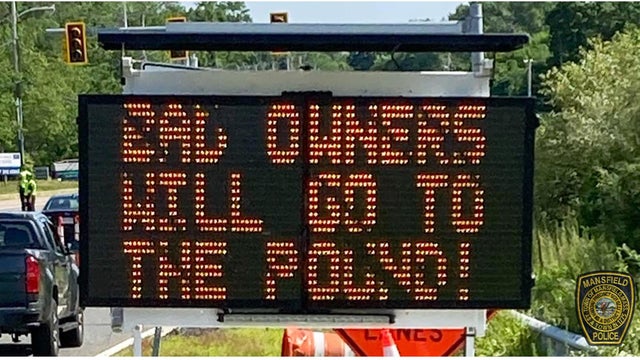 BAD OWNERS
WILL GO TO
THE POUND!
LANES
MANSFIELD
POLICE